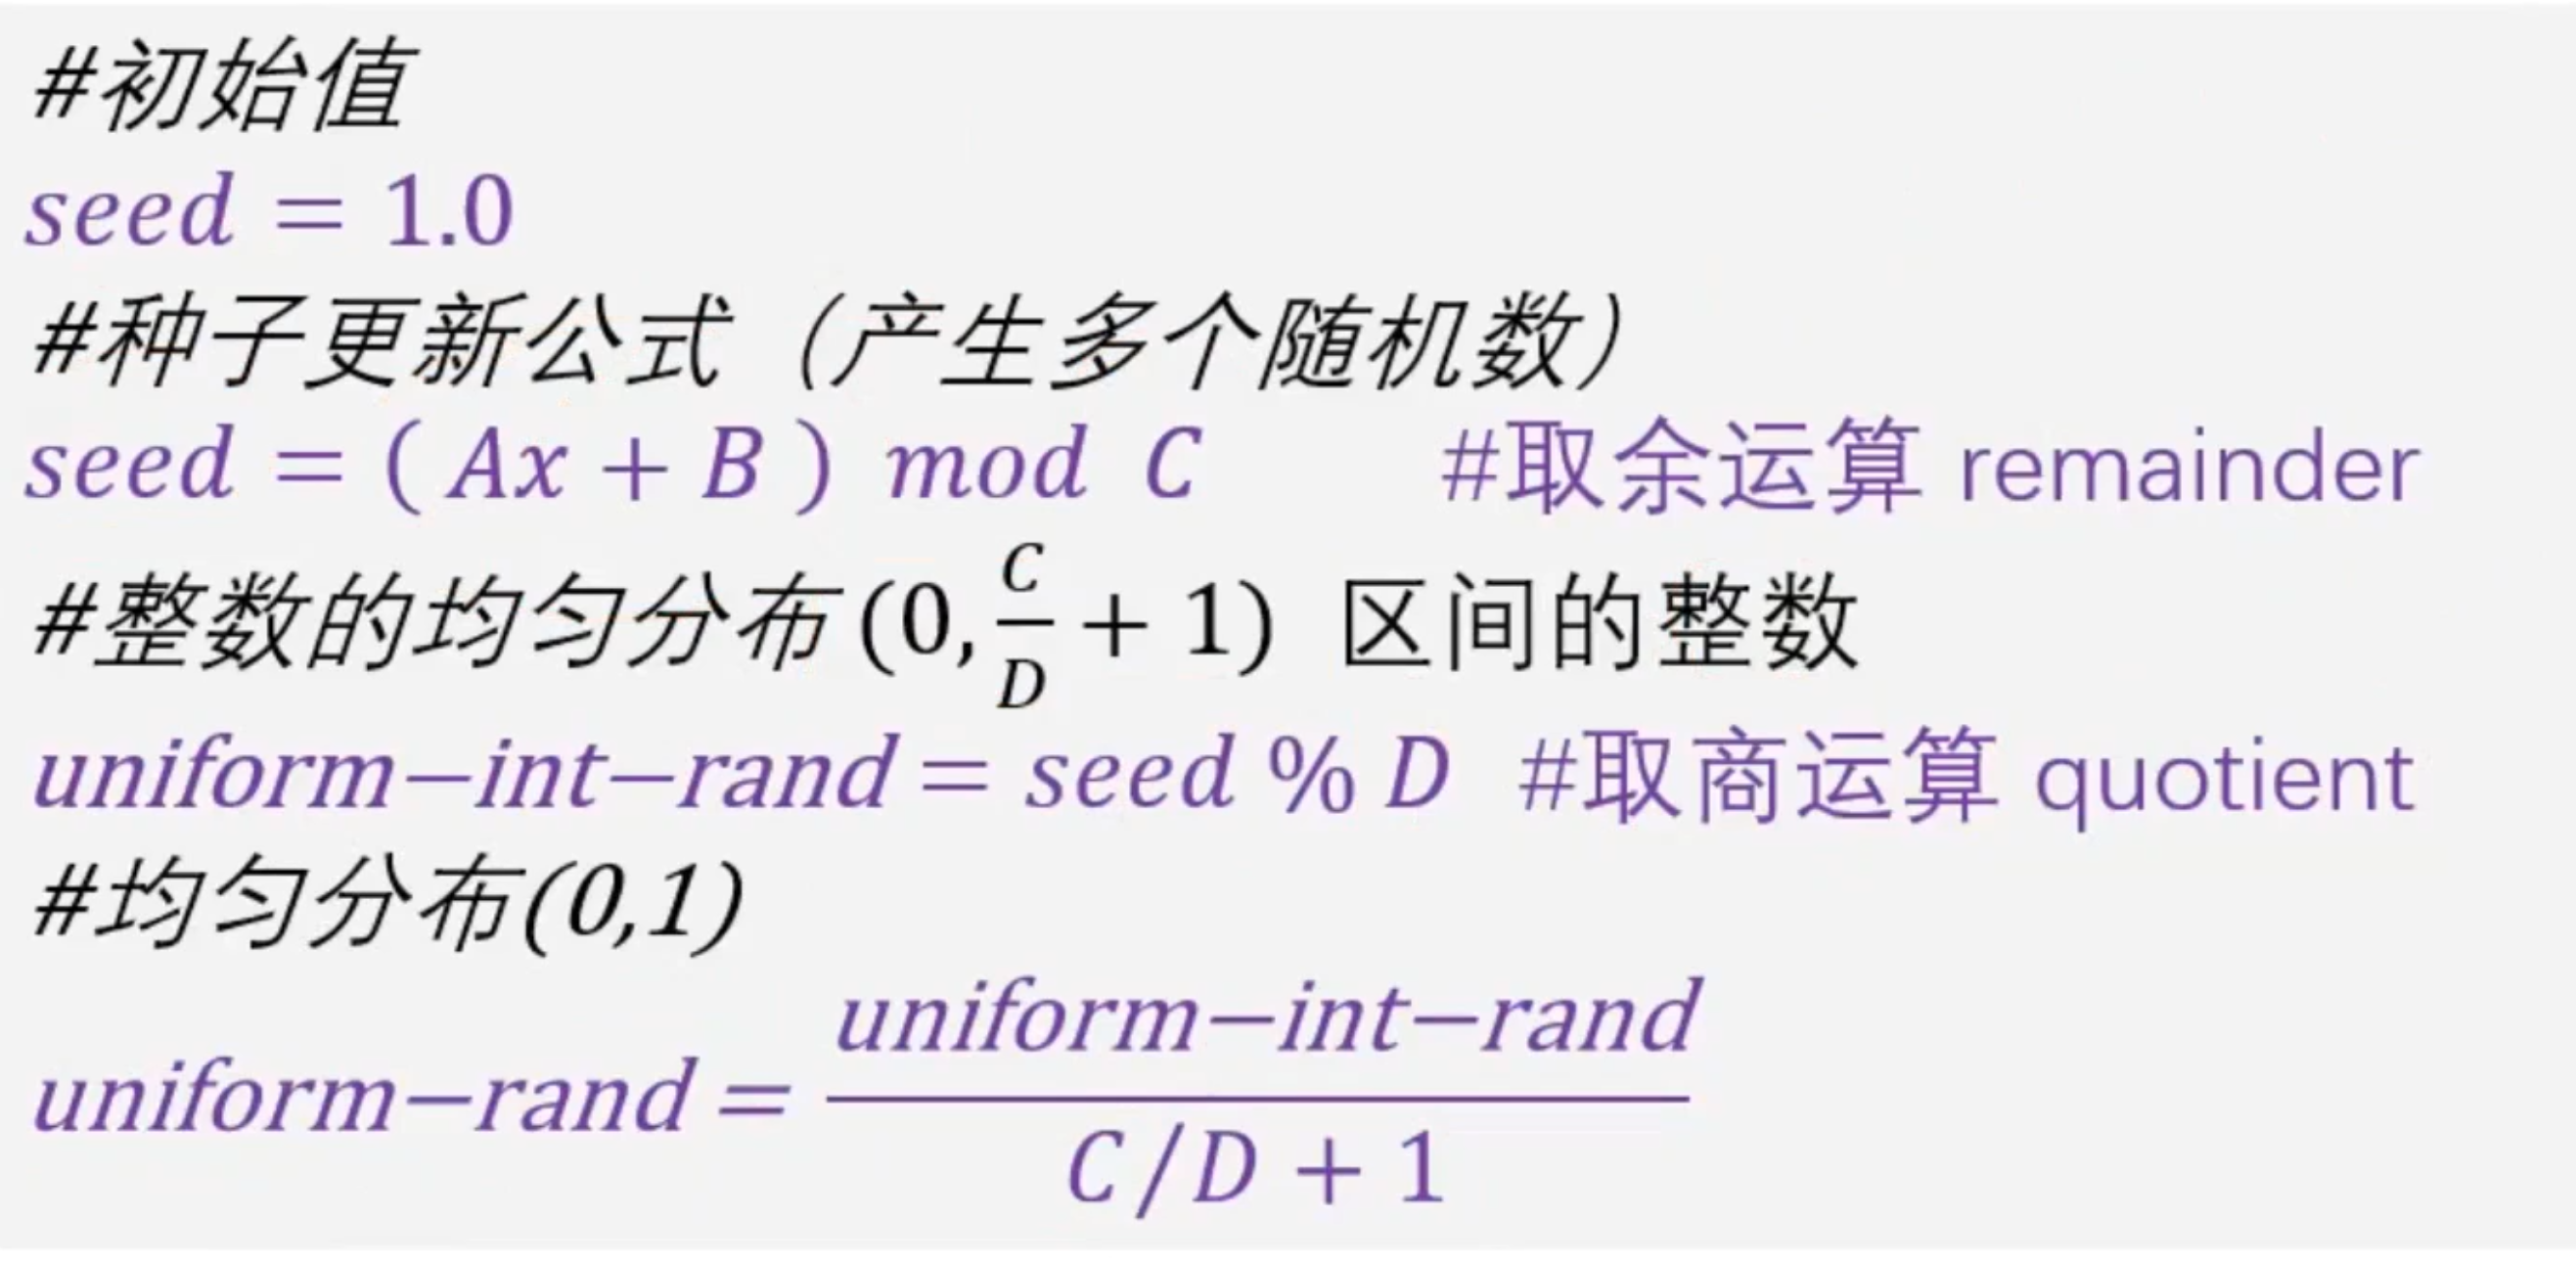 #初始值
seed = 1.0
#种子更新公式（产生多个随机数）
seed = ( Ax + B ) mod C #取余运算 remainder
#整数的均匀分布(0, C/D + 1) 区间的整数
uniform−int−rand = seed % D #取商运算 quotient
#均匀分布(0,1)
uniform−rand = uniform−int−rand / C/D + 1